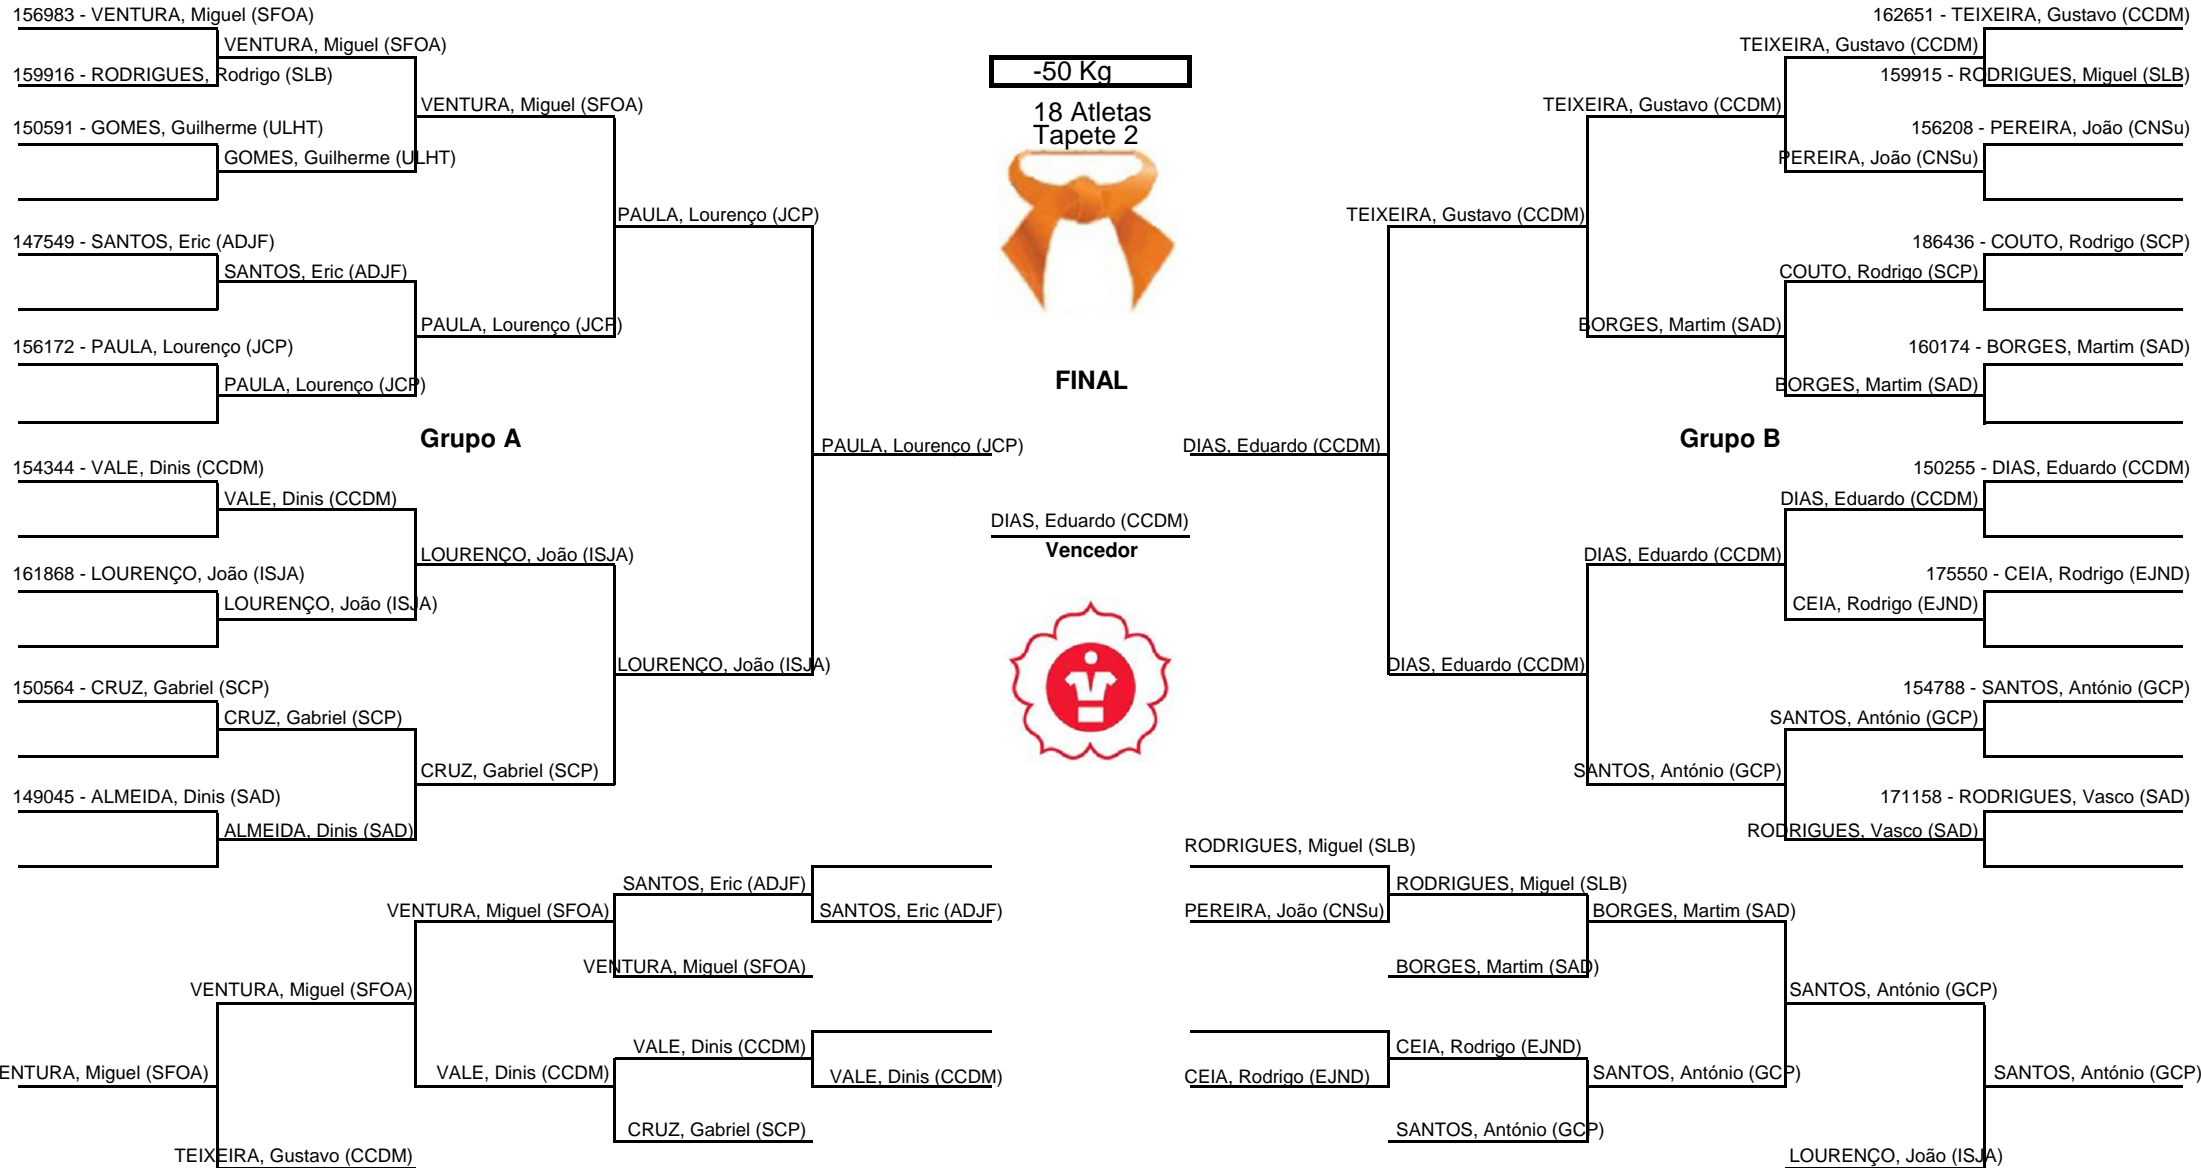 156983 - VENTURA, Miguel (SFOA)
VENTURA, Miguel (SFOA)
159916 - RODRIGUES, Rodrigo (SLB)
VENTURA, Miguel (SFOA)
150591 - GOMES, Guilherme (ULHT)
GOMES, Guilherme (ULHT)
PAULA, Lourenço (JCP)
147549 - SANTOS, Eric (ADJF)
SANTOS, Eric (ADJF)
PAULA, Lourenço (JCP)
156172 - PAULA, Lourenço (JCP)
PAULA, Lourenço (JCP)
Grupo A
PAULA, Lourenço (JCP)
154344 - VALE, Dinis (CCDM)
VALE, Dinis (CCDM)
LOURENÇO, João (ISJA)
161868 - LOURENÇO, João (ISJA)
LOURENÇO, João (ISJA)
LOURENÇO, João (ISJA)
150564 - CRUZ, Gabriel (SCP)
CRUZ, Gabriel (SCP)
CRUZ, Gabriel (SCP)
149045 - ALMEIDA, Dinis (SAD)
ALMEIDA, Dinis (SAD)
-50 Kg
18 Atletas
Tapete 2
FINAL
DIAS, Eduardo (CCDM)
Vencedor
162651 - TEIXEIRA, Gustavo (CCDM)
TEIXEIRA, Gustavo (CCDM)
159915 - RODRIGUES, Miguel (SLB)
TEIXEIRA, Gustavo (CCDM)
156208 - PEREIRA, João (CNSu)
PEREIRA, João (CNSu)
TEIXEIRA, Gustavo (CCDM)
186436 - COUTO, Rodrigo (SCP)
COUTO, Rodrigo (SCP)
BORGES, Martim (SAD)
160174 - BORGES, Martim (SAD)
BORGES, Martim (SAD)
Grupo B
DIAS, Eduardo (CCDM)
150255 - DIAS, Eduardo (CCDM)
DIAS, Eduardo (CCDM)
DIAS, Eduardo (CCDM)
175550 - CEIA, Rodrigo (EJND)
CEIA, Rodrigo (EJND)
DIAS, Eduardo (CCDM)
154788 - SANTOS, António (GCP)
SANTOS, António (GCP)
SANTOS, António (GCP)
171158 - RODRIGUES, Vasco (SAD)
RODRIGUES, Vasco (SAD)
SANTOS, Eric (ADJF)
VENTURA, Miguel (SFOA)
SANTOS, Eric (ADJF)
VENTURA, Miguel (SFOA)
VENTURA, Miguel (SFOA)
VALE, Dinis (CCDM)
ENTURA, Miguel (SFOA)
VALE, Dinis (CCDM)
VALE, Dinis (CCDM)
CRUZ, Gabriel (SCP)
TEIXEIRA, Gustavo (CCDM)
RODRIGUES, Miguel (SLB)
RODRIGUES, Miguel (SLB)
PEREIRA, João (CNSu)
BORGES, Martim (SAD)
BORGES, Martim (SAD)
SANTOS, António (GCP)
CEIA, Rodrigo (EJND)
CEIA, Rodrigo (EJND)
SANTOS, António (GCP)
SANTOS, António (GCP)
SANTOS, António (GCP)
LOURENÇO, João (ISJA)